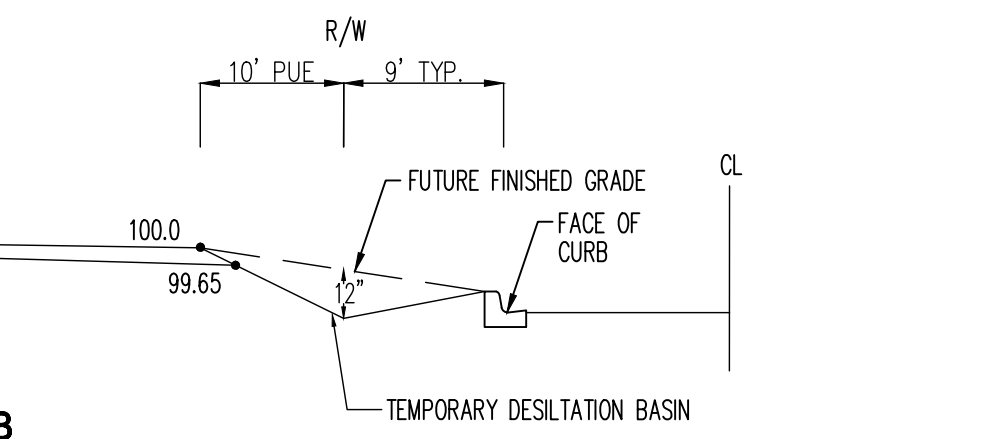 R/W
10' PUE
9' TYP.
CL
FUTURE FINISHED GRADE
FACE OF
CURB
100.0
99.65
12"
TEMPORARY DESILTATION BASIN
B